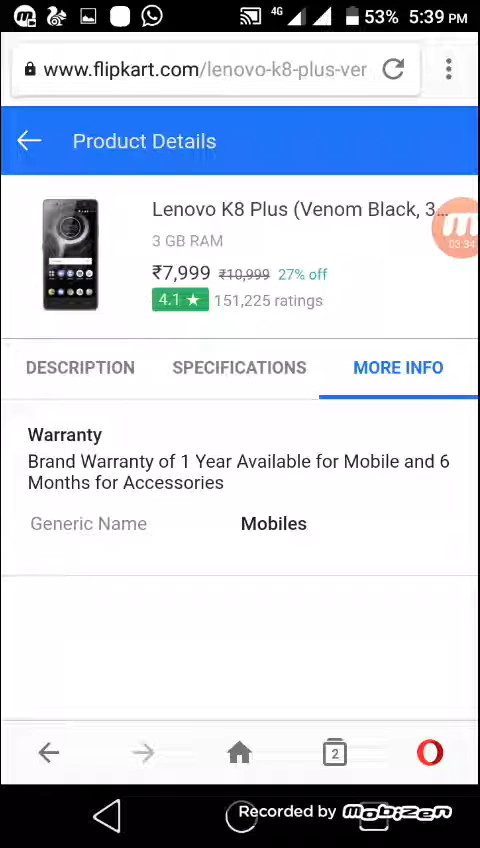 4G 53% 5:39 PM
www.flipkart.com/lenovo-k8-plus-ver
Product Details
Lenovo K8 Plus (Venom Black, 3...
3 GB RAM
₹7,999 ₹10,999 27% off
4.1 ★ 151,225 ratings
03:34
DESCRIPTION SPECIFICATIONS MORE INFO
Warranty
Brand Warranty of 1 Year Available for Mobile and 6
Months for Accessories
Generic Name Mobiles
2
Recorded by mobizen